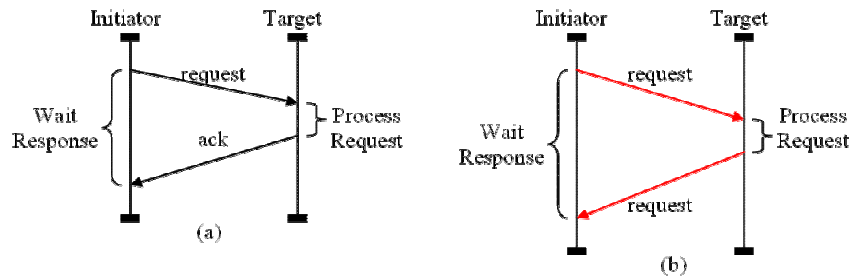 Initiator
Target
request
Wait
Response
Process
Request
ack
(a)
Initiator
Target
request
Wait
Response
Process
Request
request
(b)